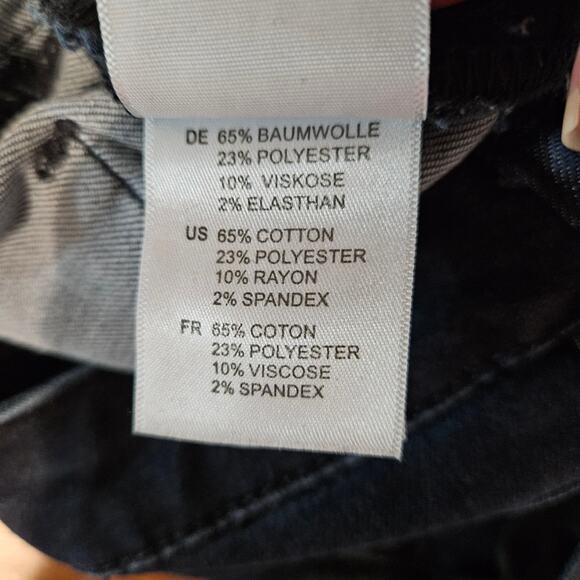 DE 65% BAUMWOLLE
23% POLYESTER
10% VISKOSE
2% ELASTHAN
US 65% COTTON
23% POLYESTER
10% RAYON
2% SPANDEX
FR 65% COTON
23% POLYESTER
10% VISCOSE
2% SPANDEX